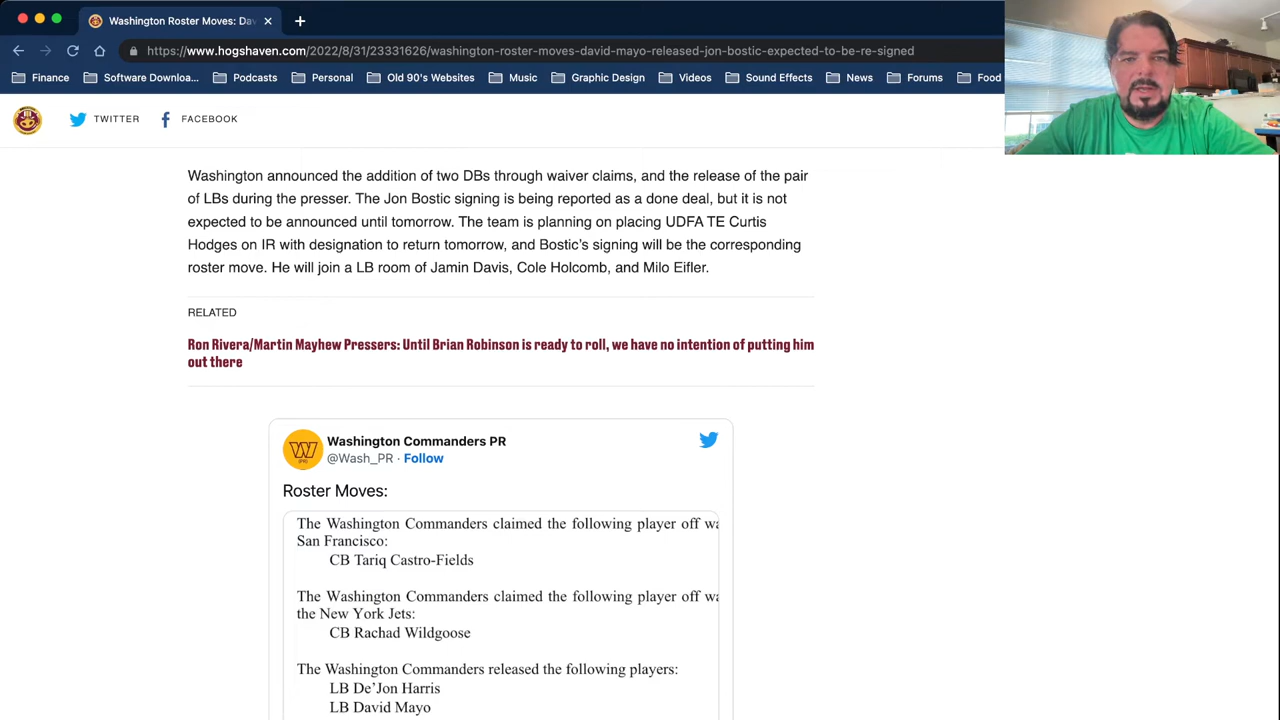 Washington Roster Moves: Da
https://www.hogshaven.com/2022/8/31/23331626/washington-roster-moves-david-mayo-released-jon-bostic-expected-to-be-re-signed
Finance Software Downloa... Podcasts Personal Old 90's Websites Music Graphic Design Videos Sound Effects News Forums Food
TWITTER FACEBOOK
Washington announced the addition of two DBs through waiver claims, and the release of the pair
of LBs during the presser. The Jon Bostic signing is being reported as a done deal, but it is not
expected to be announced until tomorrow. The team is planning on placing UDFA TE Curtis
Hodges on IR with designation to return tomorrow, and Bostic's signing will be the corresponding
roster move. He will join a LB room of Jamin Davis, Cole Holcomb, and Milo Eifler.
RELATED
Ron Rivera/Martin Mayhew Pressers: Until Brian Robinson is ready to roll, we have no intention of putting him
out there
Washington Commanders PR
@Wash_PR · Follow
Roster Moves:
The Washington Commanders claimed the following player off wa
San Francisco:
CB Tariq Castro-Fields
The Washington Commanders claimed the following player off wa
the New York Jets:
CB Rachad Wildgoose
The Washington Commanders released the following players:
LB De'Jon Harris
LB David Mayo